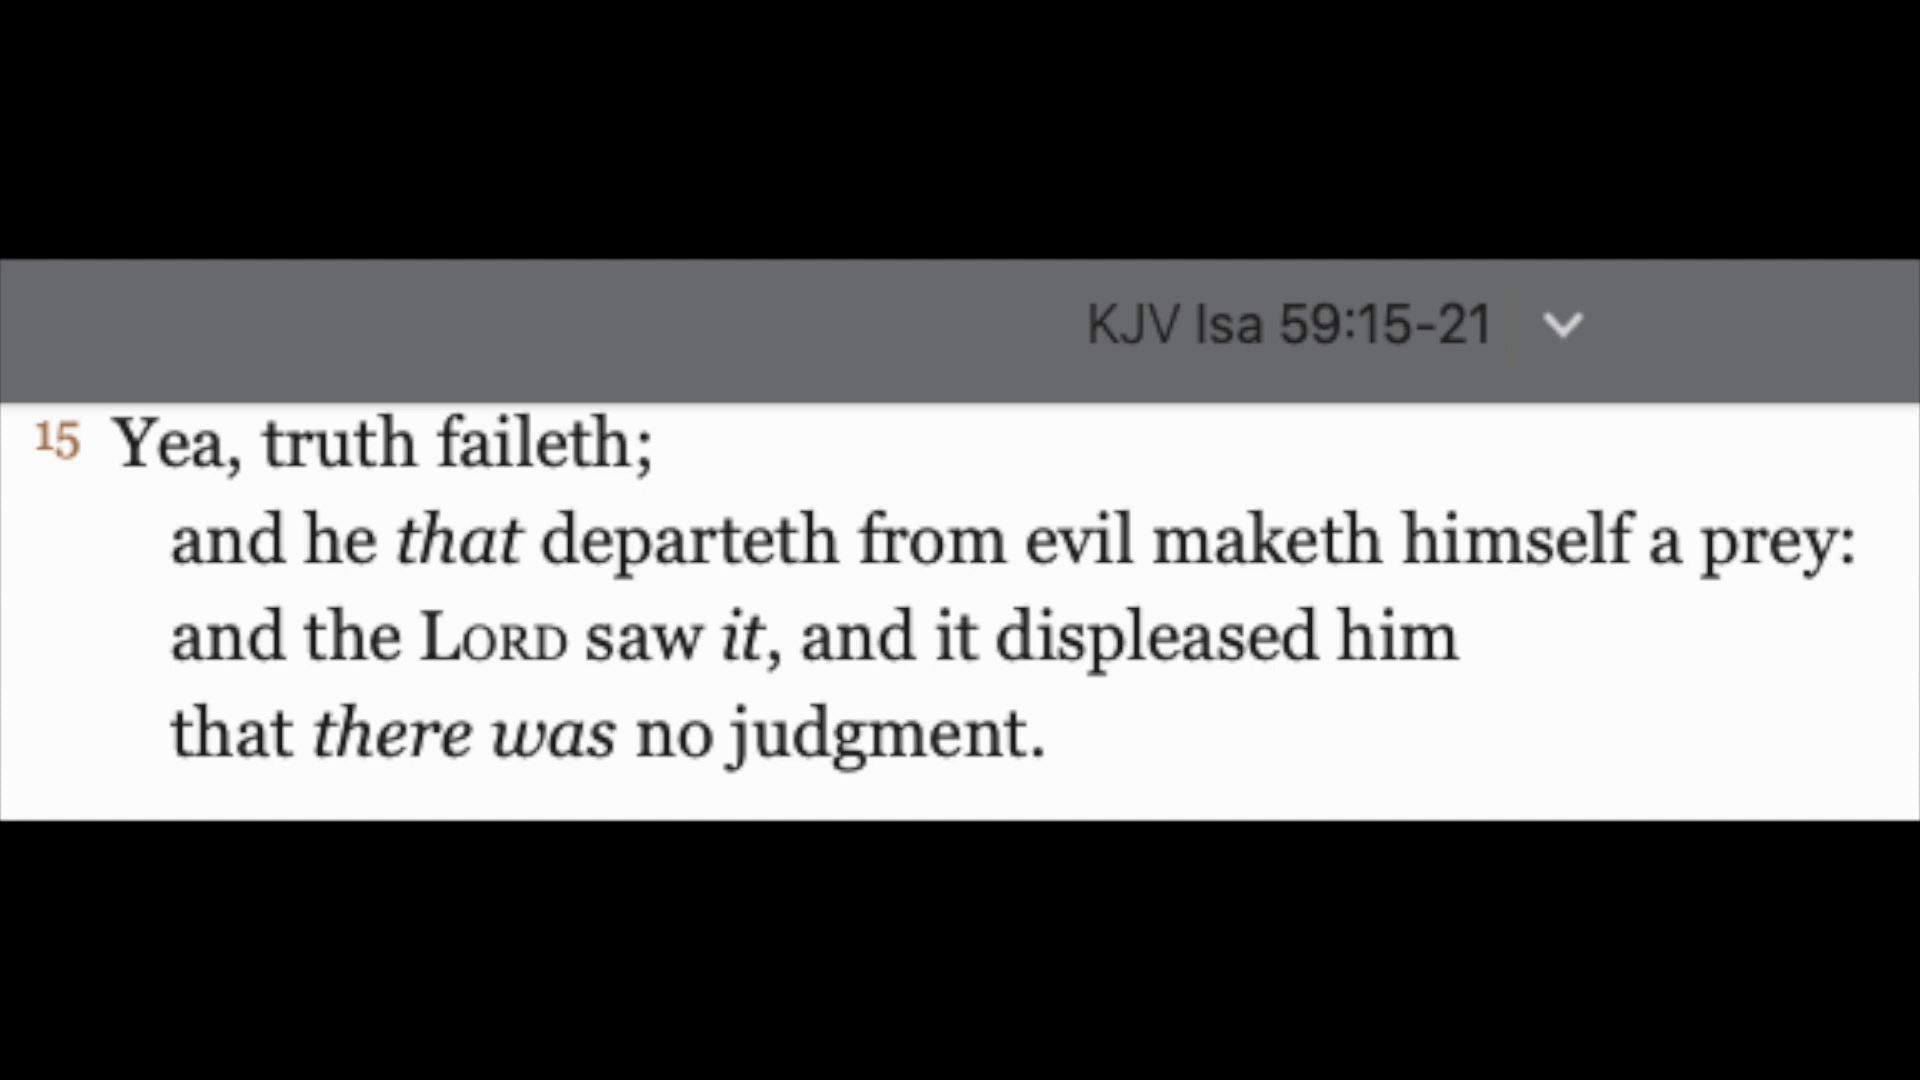 KJV Isa 59:15-21
15 Yea, truth faileth;
and he that departeth from evil maketh himself a prey:
and the LORD saw it, and it displeased him
that there was no judgment.